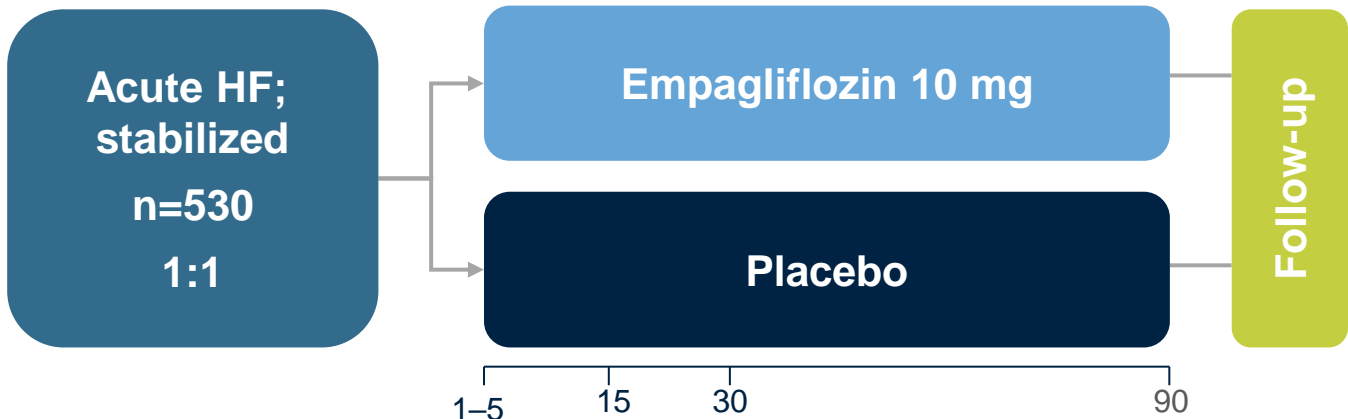 Acute HF;
stabilized
n=530
1:1
Empagliflozin 10 mg
Placebo
Follow-up
1–5
15
30
90